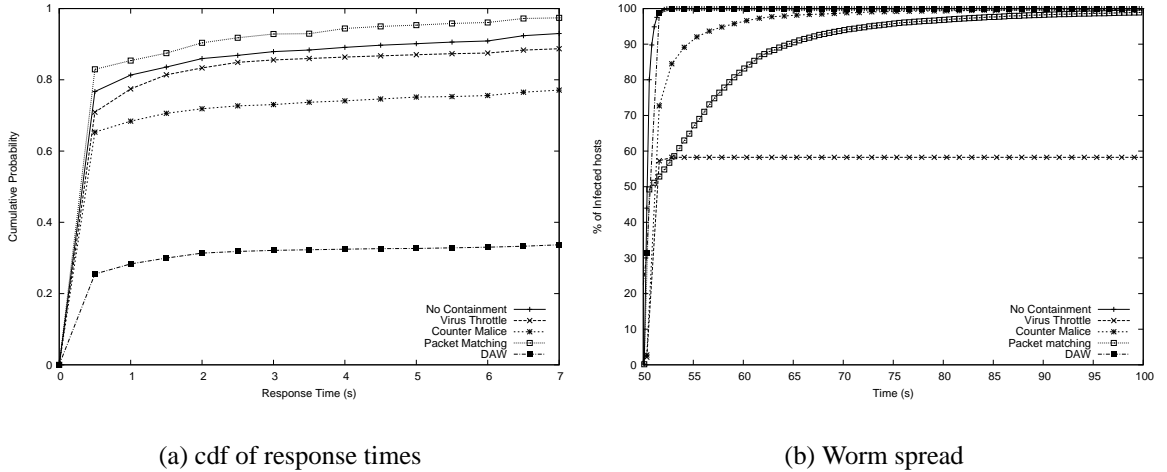 1
0.8
0.6
0.4
0.2
0
0 1 2 3 4 5 6 7
Cumulative Probability
Response Time (s)
No Containment
Virus Throttle
Counter Malice
Packet Matching
DAW
(a) cdf of response times
100
90
80
70
60
50
40
30
20
10
0
50 55 60 65 70 75 80 85 90 95 100
% of Infected hosts
Time (s)
No Containment
Virus Throttle
Counter Malice
Packet matching
DAW
(b) Worm spread